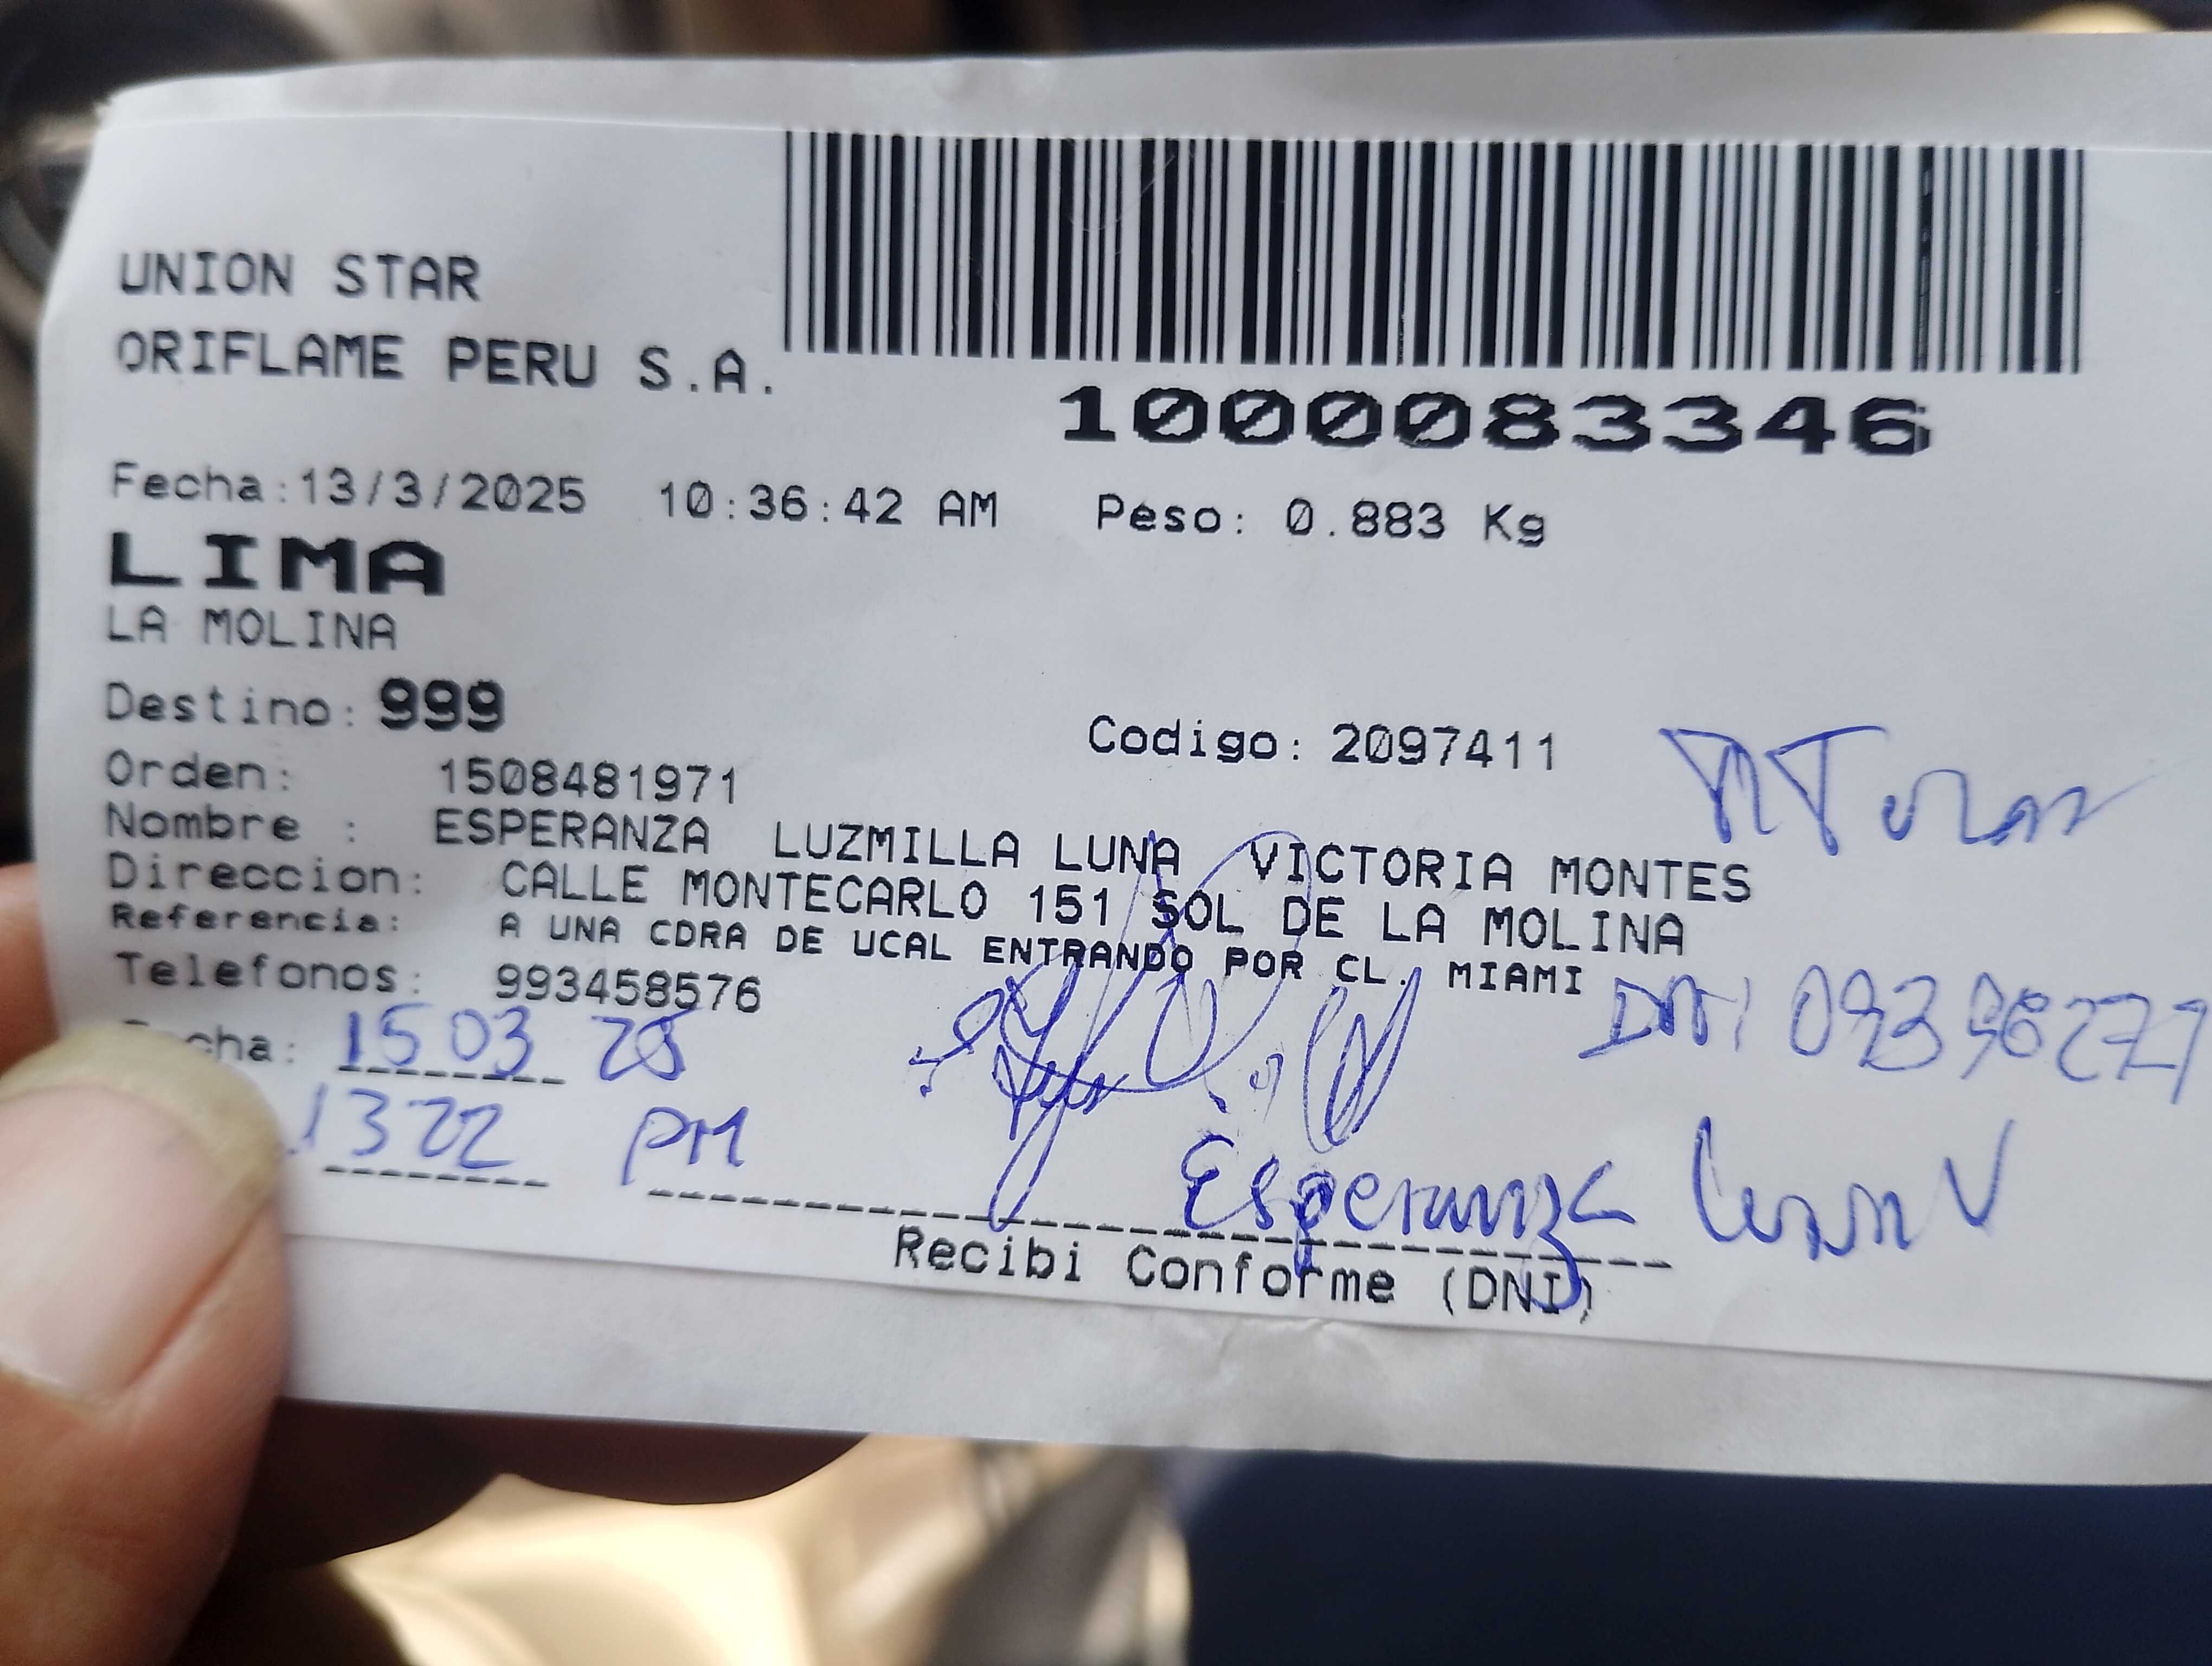 UNION STAR
ORIFLAME PERU S.A.
1000083346
Fecha:13/3/2025 10:36:42 AM Peso: 0.883 Kg
LIMA
LA MOLINA
Destino: 999
Codigo: 2097411
Orden: 1508481971
Nombre : ESPERANZA LUZMILLA LUNA VICTORIA MONTES
Direccion: CALLE MONTECARLO 151 SOL DE LA MOLINA
Referencia: A UNA CDRA DE UCAL ENTRANDO POR CL. MIAMI
Telefonos: 993458576
cha: 15 03 25
1322 PM
DNI
Esperanza Luna V
Recibi Conforme (DNI)